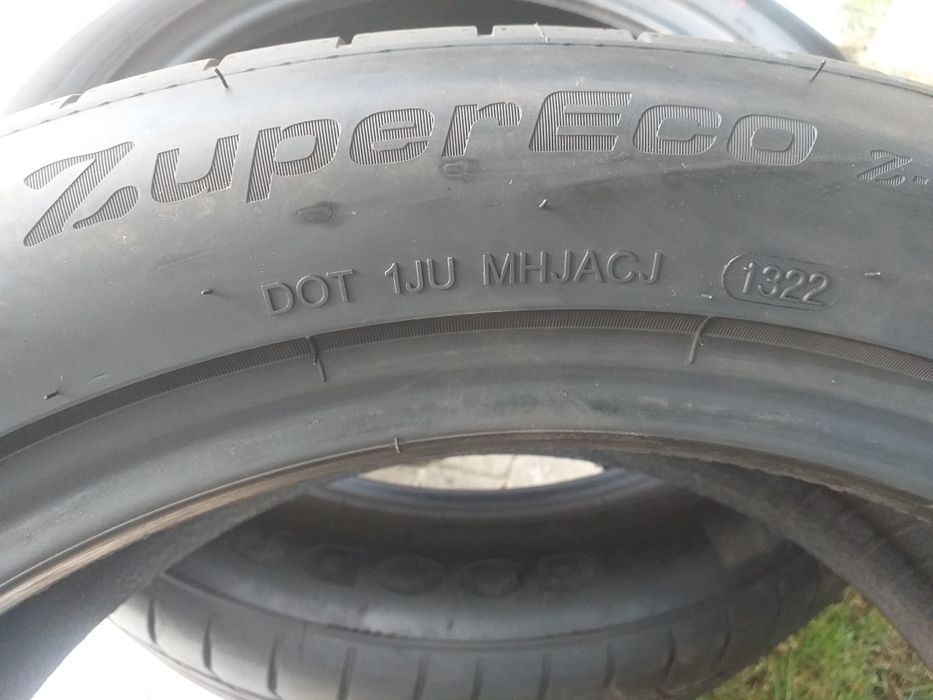 ZuperEco Z-
DOT 1JU MHJACJ 1322